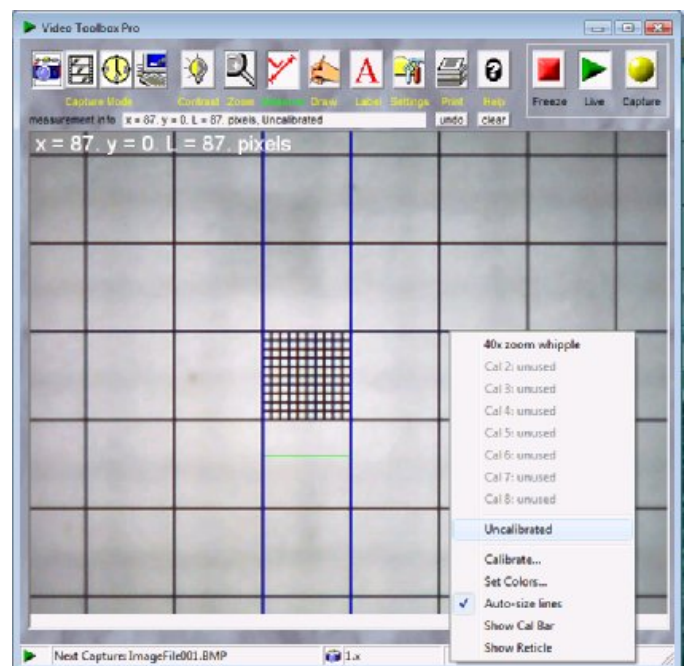 Video Toolbox Pro
Capture Mode Contrast Zoom Measure Draw Label Settings Print Help Freeze Live Capture
measurement info x = 87. y = 0. L = 87. pixels, Uncalibrated undo clear
x = 87. y = 0. L = 87. pixels
40x zoom whipple
Cal 2: unused
Cal 3: unused
Cal 4: unused
Cal 5: unused
Cal 6: unused
Cal 7: unused
Cal 8: unused
Uncalibrated
Calibrate...
Set Colors...
Auto-size lines
Show Cal Bar
Show Reticle
Next Capture: ImageFile001.BMP 1.x